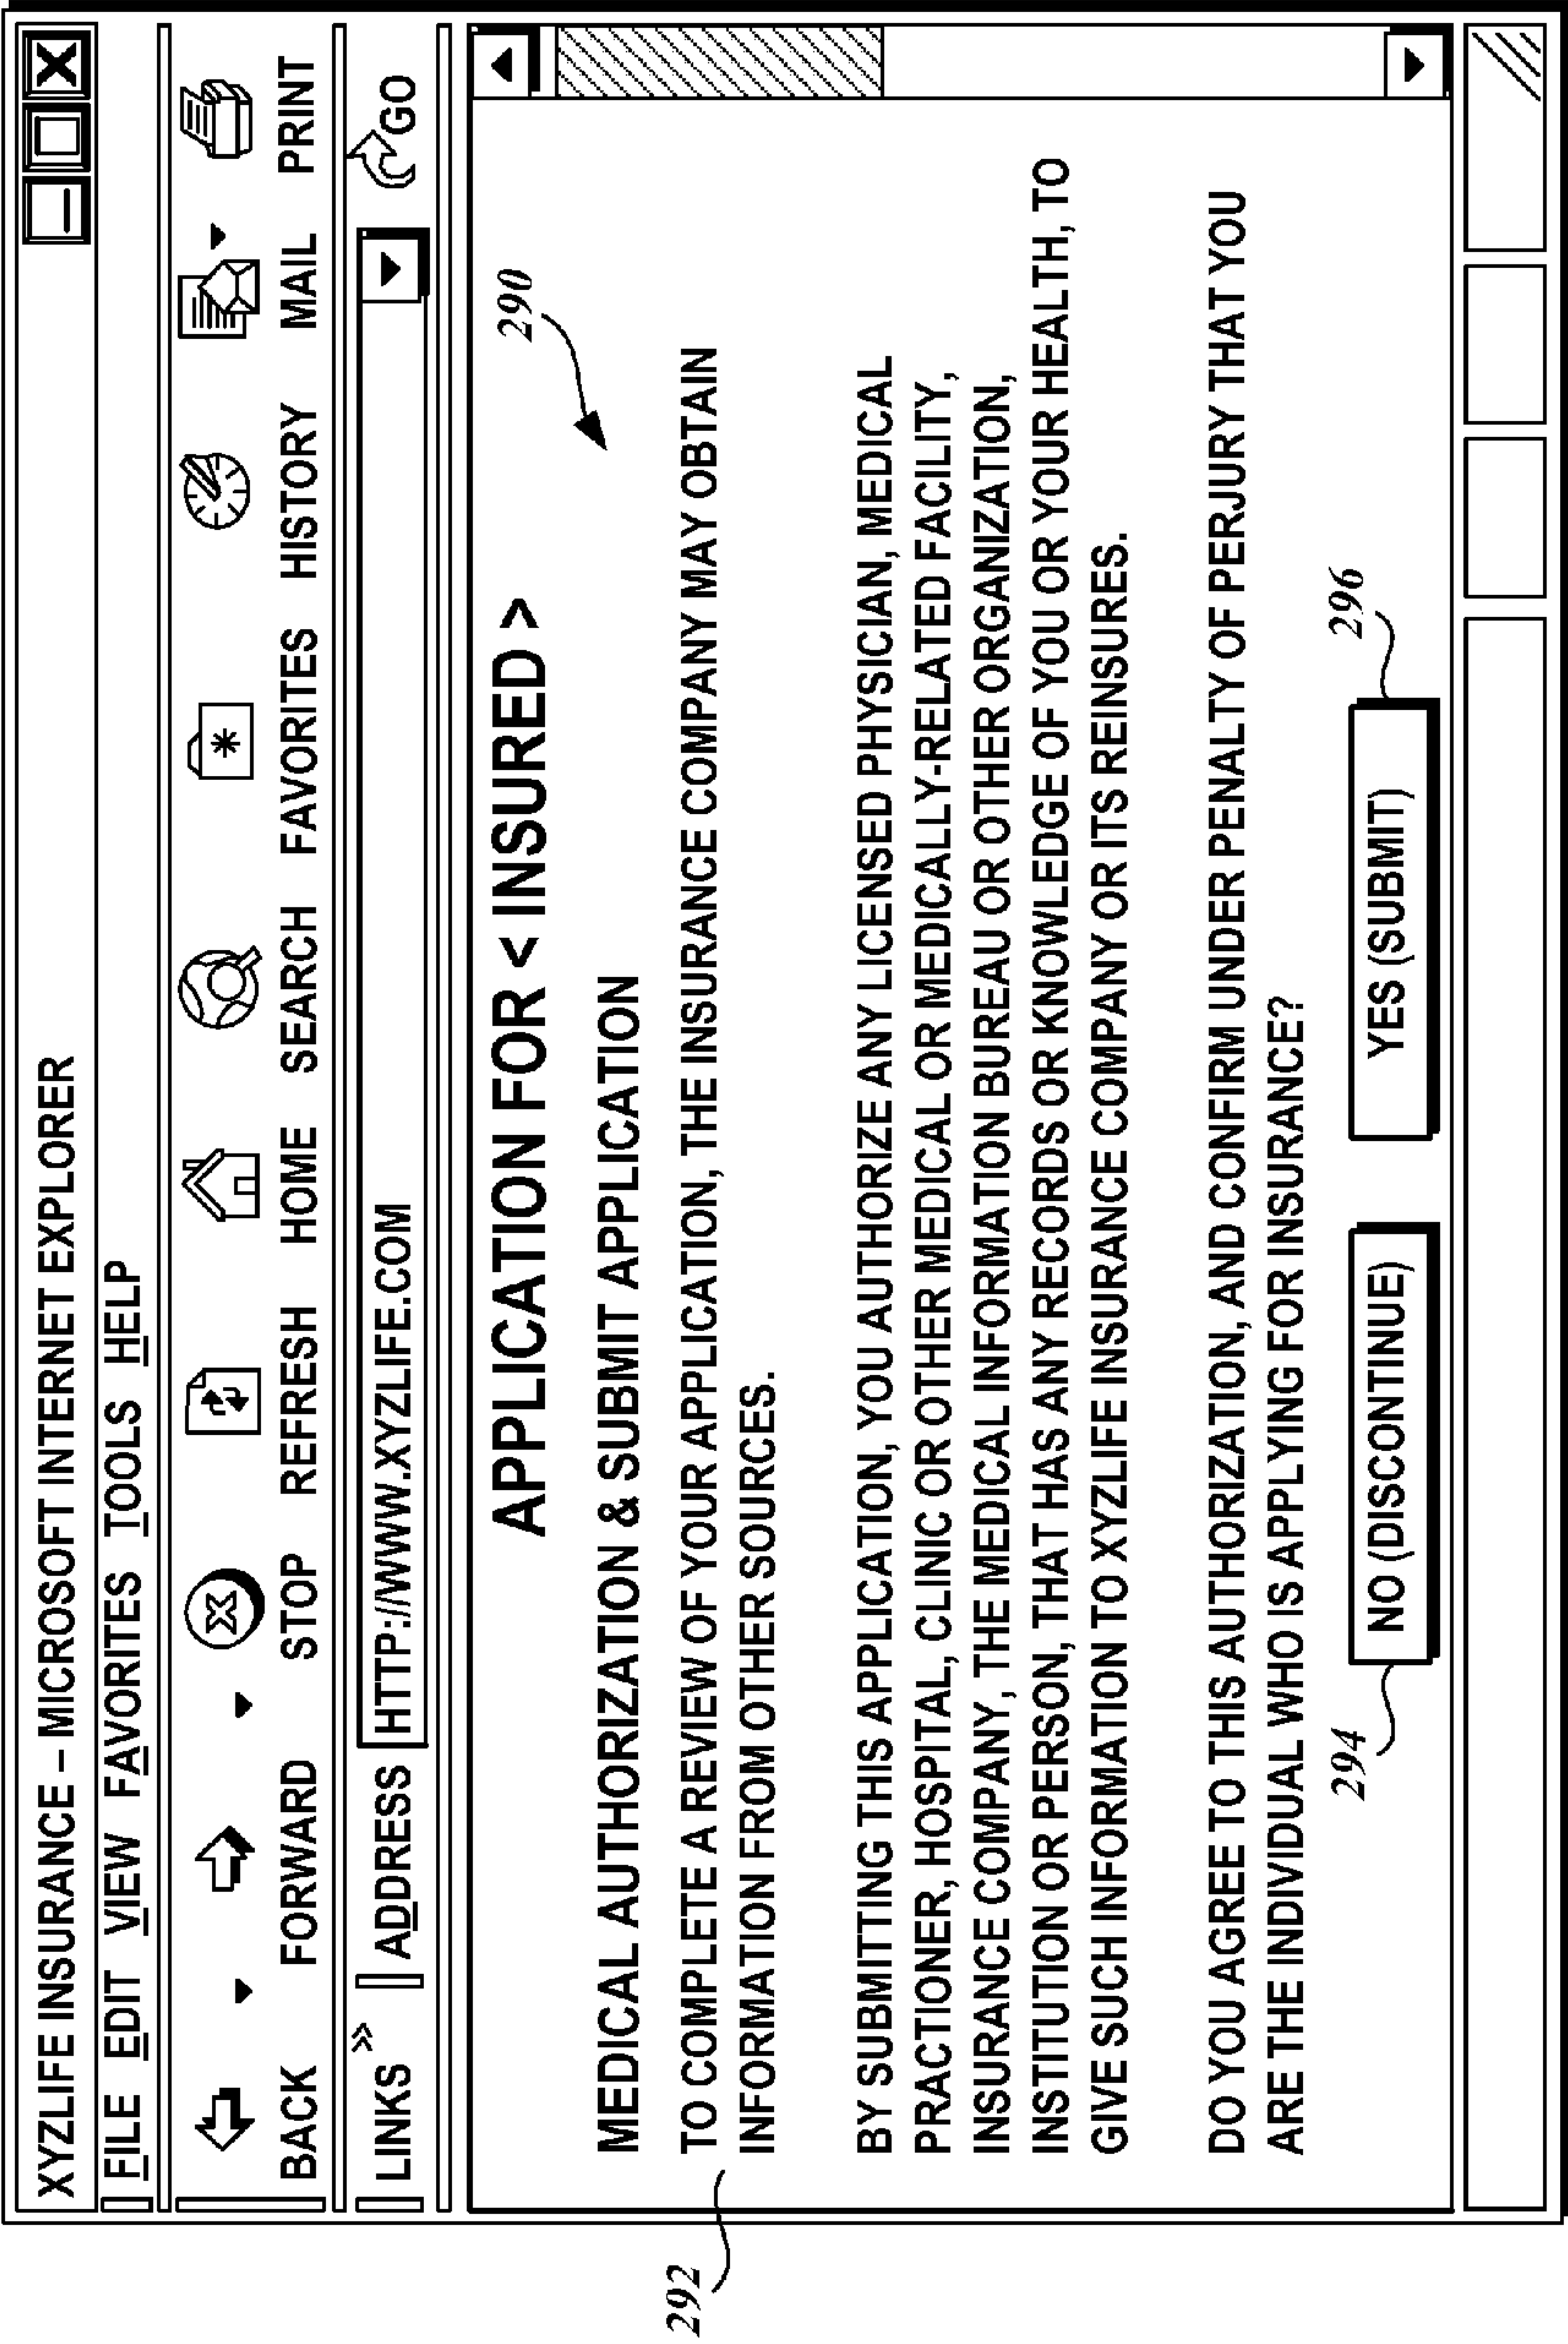 XYZLIFE INSURANCE – MICROSOFT INTERNET EXPLORER
FILE EDIT VIEW FAVORITES TOOLS HELP
BACK FORWARD STOP REFRESH HOME SEARCH FAVORITES HISTORY MAIL PRINT
LINKS » ADDRESS HTTP://WWW.XYZLIFE.COM GO
290
APPLICATION FOR < INSURED >
MEDICAL AUTHORIZATION & SUBMIT APPLICATION
292
TO COMPLETE A REVIEW OF YOUR APPLICATION, THE INSURANCE COMPANY MAY OBTAIN
INFORMATION FROM OTHER SOURCES.
BY SUBMITTING THIS APPLICATION, YOU AUTHORIZE ANY LICENSED PHYSICIAN, MEDICAL
PRACTIONER, HOSPITAL, CLINIC OR OTHER MEDICAL OR MEDICALLY-RELATED FACILITY,
INSURANCE COMPANY, THE MEDICAL INFORMATION BUREAU OR OTHER ORGANIZATION,
INSTITUTION OR PERSON, THAT HAS ANY RECORDS OR KNOWLEDGE OF YOU OR YOUR HEALTH, TO
GIVE SUCH INFORMATION TO XYZLIFE INSURANCE COMPANY OR ITS REINSURES.
DO YOU AGREE TO THIS AUTHORIZATION, AND CONFIRM UNDER PENALTY OF PERJURY THAT YOU
ARE THE INDIVIDUAL WHO IS APPLYING FOR INSURANCE?
294 296
NO (DISCONTINUE) YES (SUBMIT)